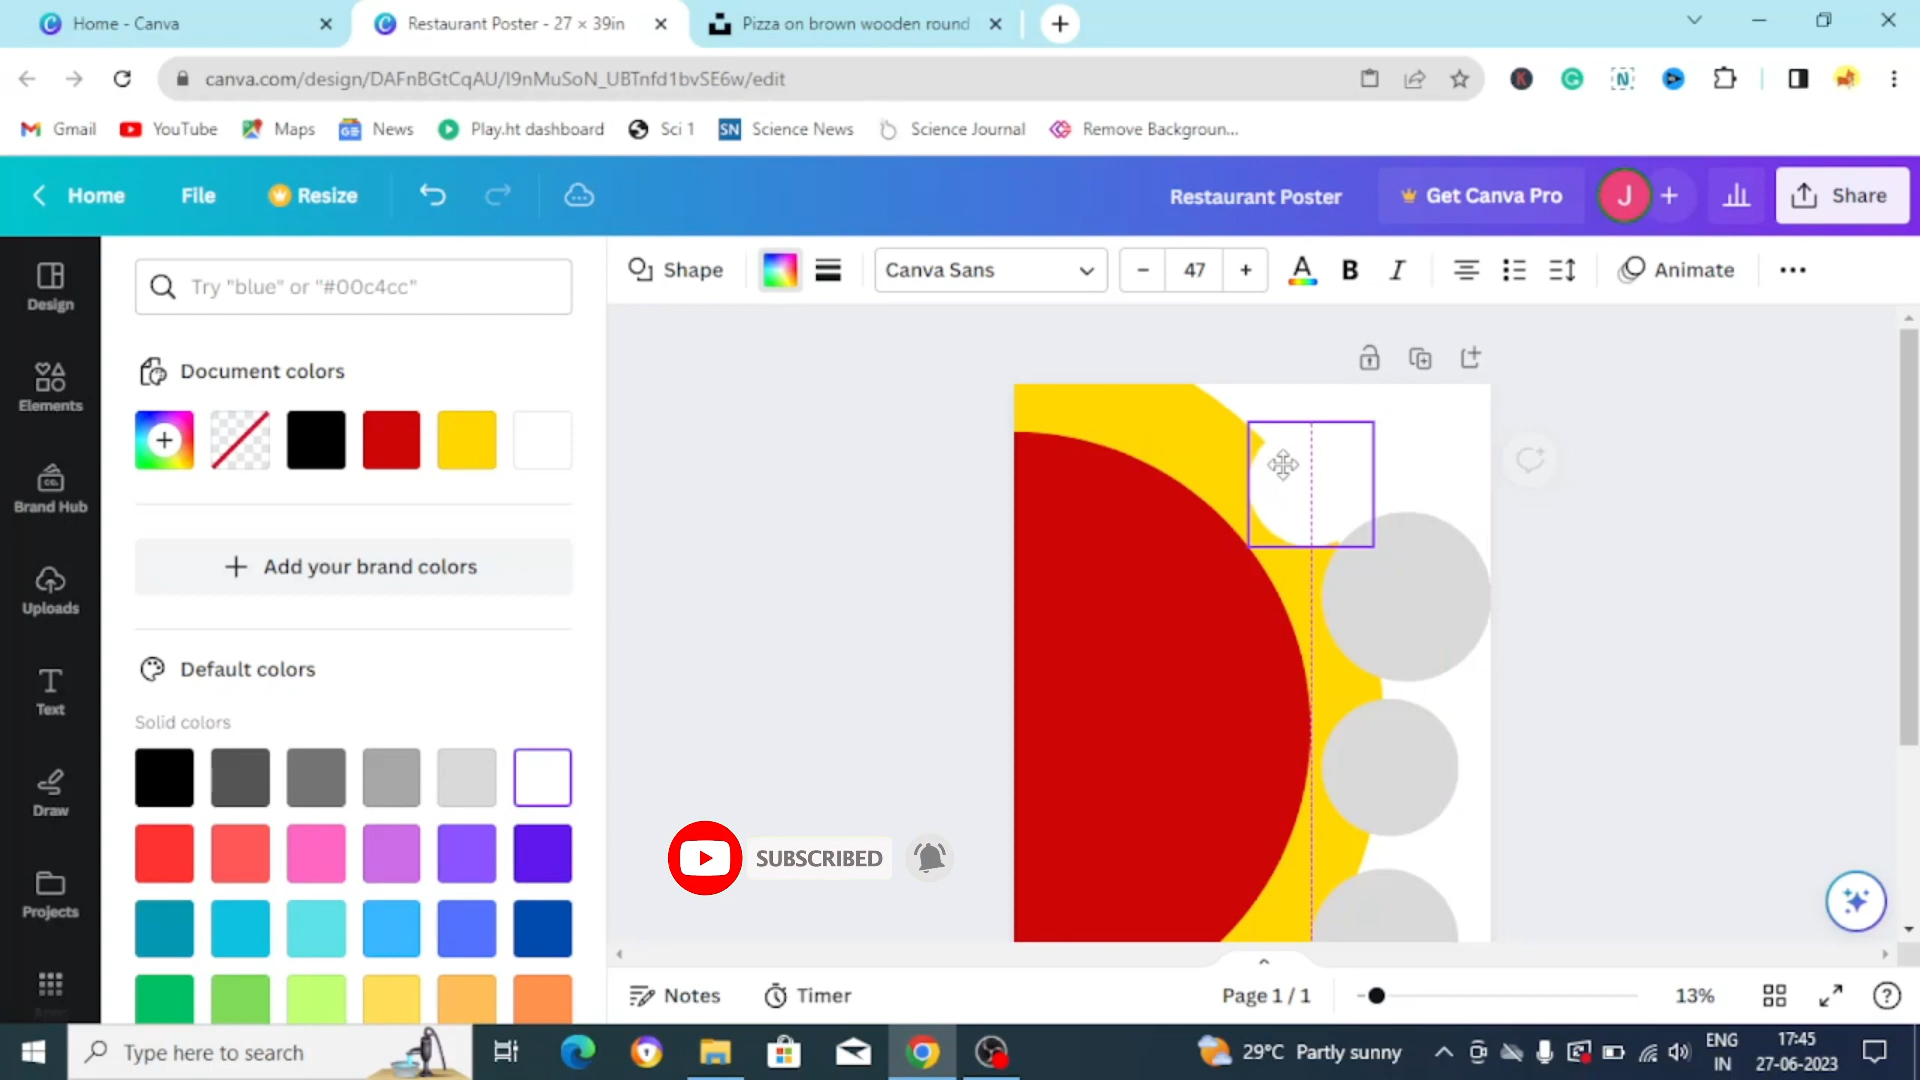 Home - Canva
Restaurant Poster - 27 × 39in
Pizza on brown wooden round
canva.com/design/DAFnBGtCqAU/I9nMuSoN_UBTnfd1bvSE6w/edit
Gmail YouTube Maps News Play.ht dashboard Sci 1 SN Science News Science Journal Remove Backgroun...
Home File Resize Restaurant Poster Get Canva Pro J Share
Design
Elements
Brand Hub
Uploads
Text
Draw
Projects
Try "blue" or "#00c4cc"
Document colors
Add your brand colors
Default colors
Solid colors
Shape Canva Sans 47 A B I Animate
SUBSCRIBED
Notes Timer Page 1 / 1 13%
Type here to search
29°C Partly sunny
ENG
IN
17:45
27-06-2023